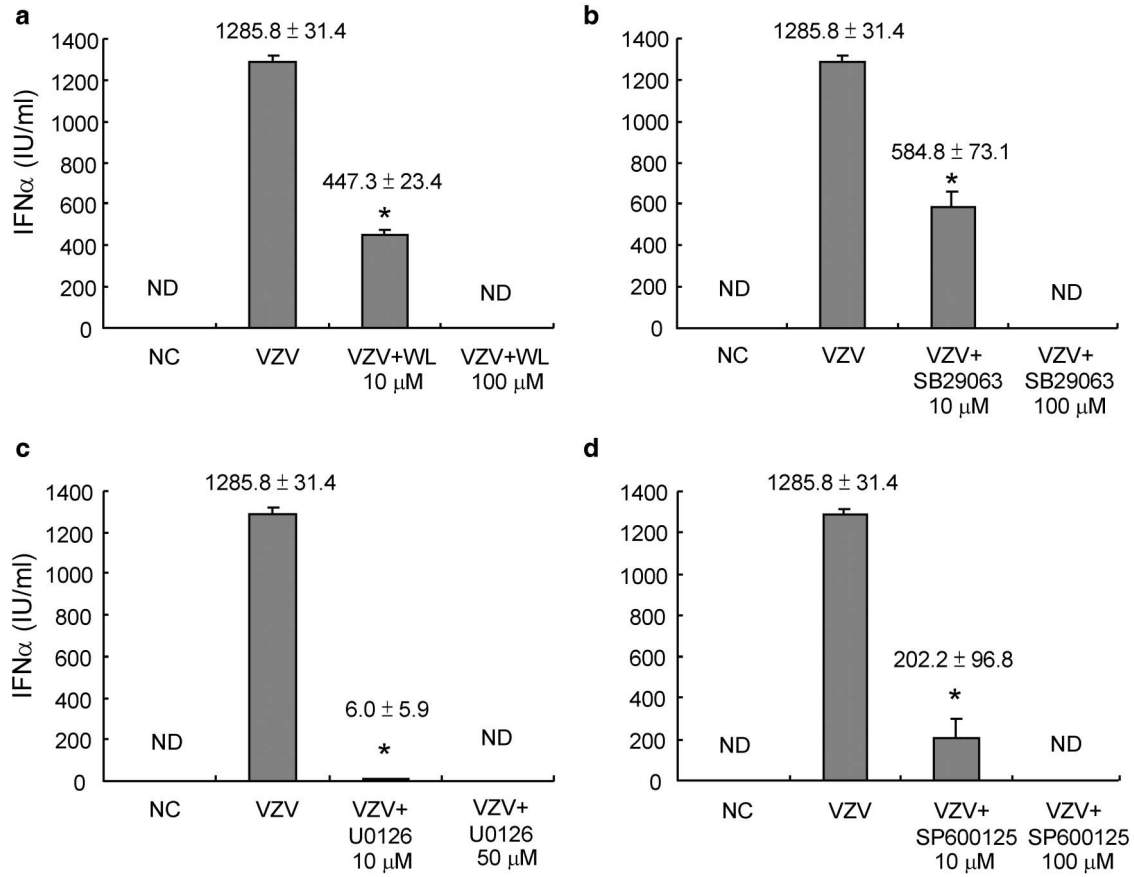 a
1285.8 ± 31.4
447.3 ± 23.4
*
ND
ND
IFNα (IU/ml)
1400
1200
1000
800
600
400
200
0
NC
VZV
VZV+WL
10 μM
VZV+WL
100 μM
b
1285.8 ± 31.4
584.8 ± 73.1
*
ND
ND
1400
1200
1000
800
600
400
200
0
NC
VZV
VZV+
SB29063
10 μM
VZV+
SB29063
100 μM
c
1285.8 ± 31.4
6.0 ± 5.9
*
ND
ND
IFNα (IU/ml)
1400
1200
1000
800
600
400
200
0
NC
VZV
VZV+
U0126
10 μM
VZV+
U0126
50 μM
d
1285.8 ± 31.4
202.2 ± 96.8
*
ND
ND
1400
1200
1000
800
600
400
200
0
NC
VZV
VZV+
SP600125
10 μM
VZV+
SP600125
100 μM